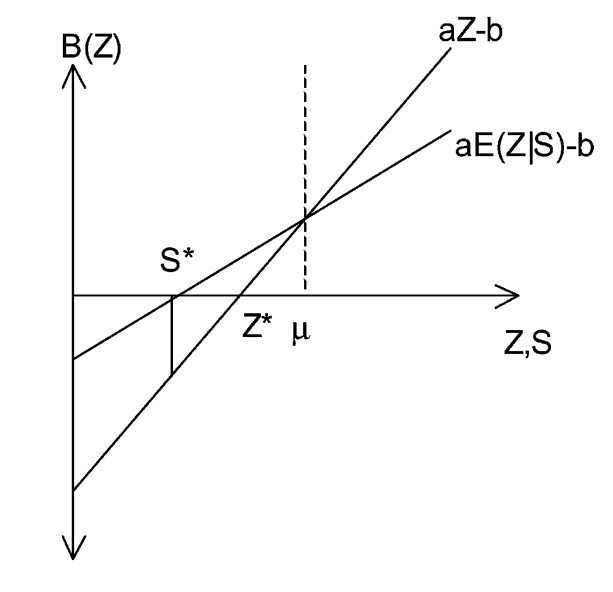 aZ-b
B(Z)
aE(Z|S)-b
S*
Z* μ
Z,S